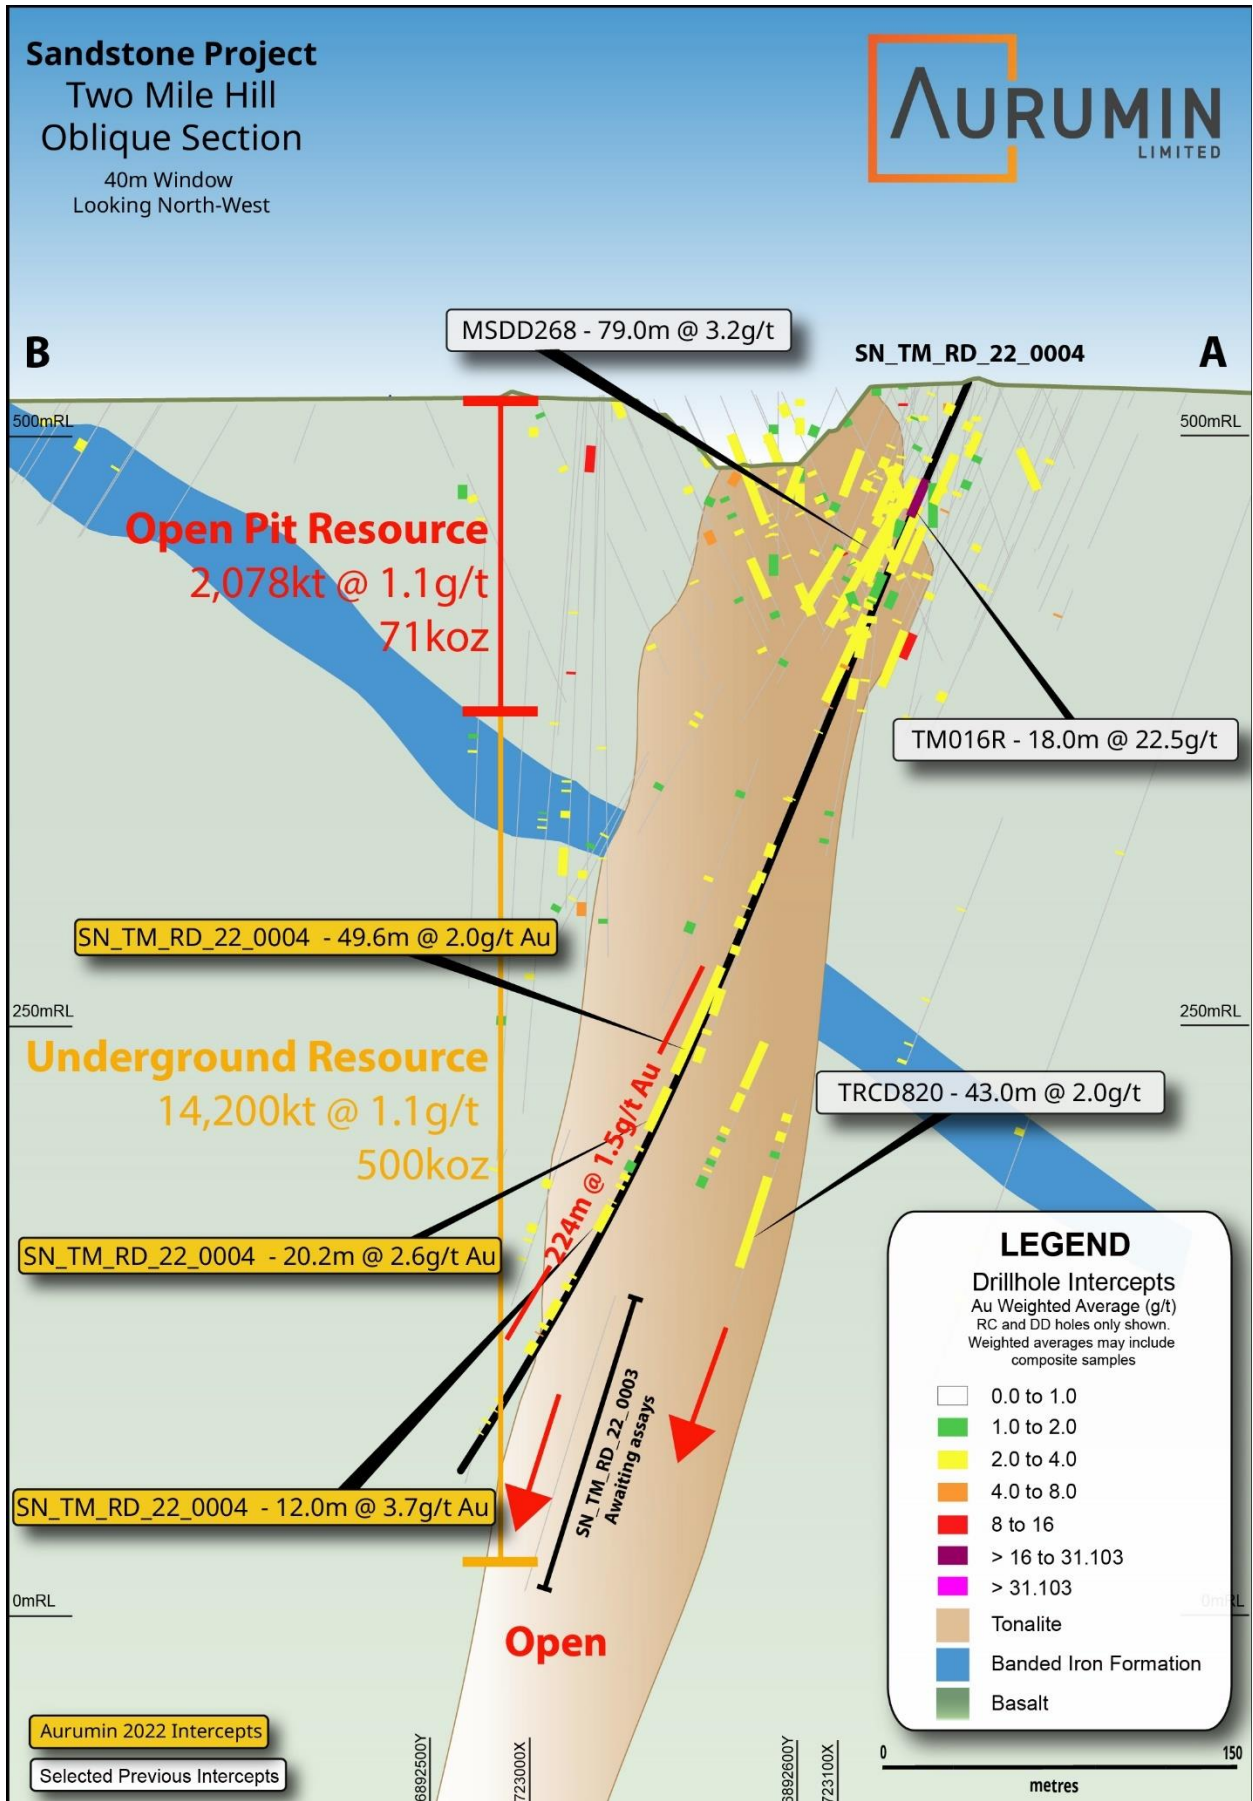 Sandstone Project
Two Mile Hill
Oblique Section
40m Window
Looking North-West
AURUMIN
LIMITED
MSDD268 - 79.0m @ 3.2g/t
SN_TM_RD_22_0004
B
A
500mRL
500mRL
Open Pit Resource
2,078kt @ 1.1g/t
71koz
TM016R - 18.0m @ 22.5g/t
SN_TM_RD_22_0004 - 49.6m @ 2.0g/t Au
250mRL
250mRL
Underground Resource
14,200kt @ 1.1g/t
500koz
224m @ 1.5g/t Au
TRCD820 - 43.0m @ 2.0g/t
SN_TM_RD_22_0004 - 20.2m @ 2.6g/t Au
SN_TM_RD_22_0003
Awaiting assays
SN_TM_RD_22_0004 - 12.0m @ 3.7g/t Au
0mRL
0mRL
Open
LEGEND
Drillhole Intercepts
Au Weighted Average (g/t)
RC and DD holes only shown.
Weighted averages may include
composite samples
0.0 to 1.0
1.0 to 2.0
2.0 to 4.0
4.0 to 8.0
8 to 16
> 16 to 31.103
> 31.103
Tonalite
Banded Iron Formation
Basalt
Aurumin 2022 Intercepts
Selected Previous Intercepts
6892500Y
723000X
6892600Y
723100X
0
150
metres